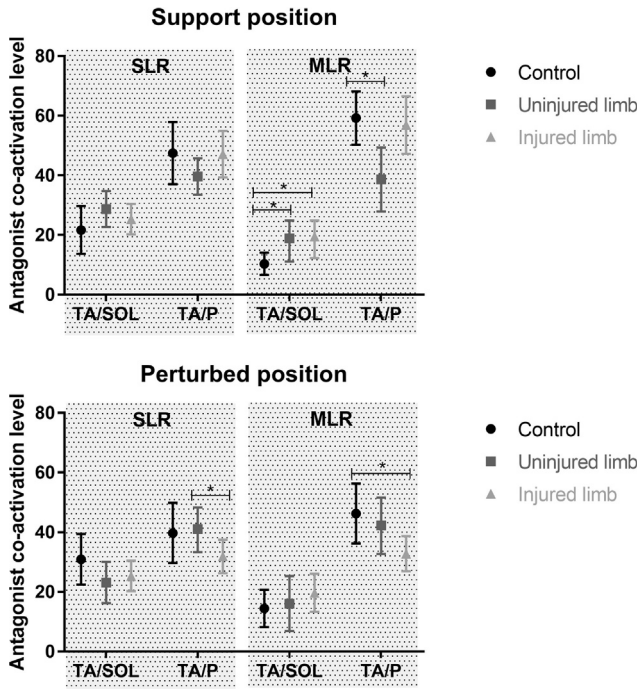 Support position
Antagonist co-activation level
80
60
40
20
0
SLR
MLR
*
*
*
TA/SOL
TA/P
TA/SOL
TA/P
Control
Uninjured limb
Injured limb
Perturbed position
Antagonist co-activation level
80
60
40
20
0
SLR
MLR
*
*
TA/SOL
TA/P
TA/SOL
TA/P
Control
Uninjured limb
Injured limb